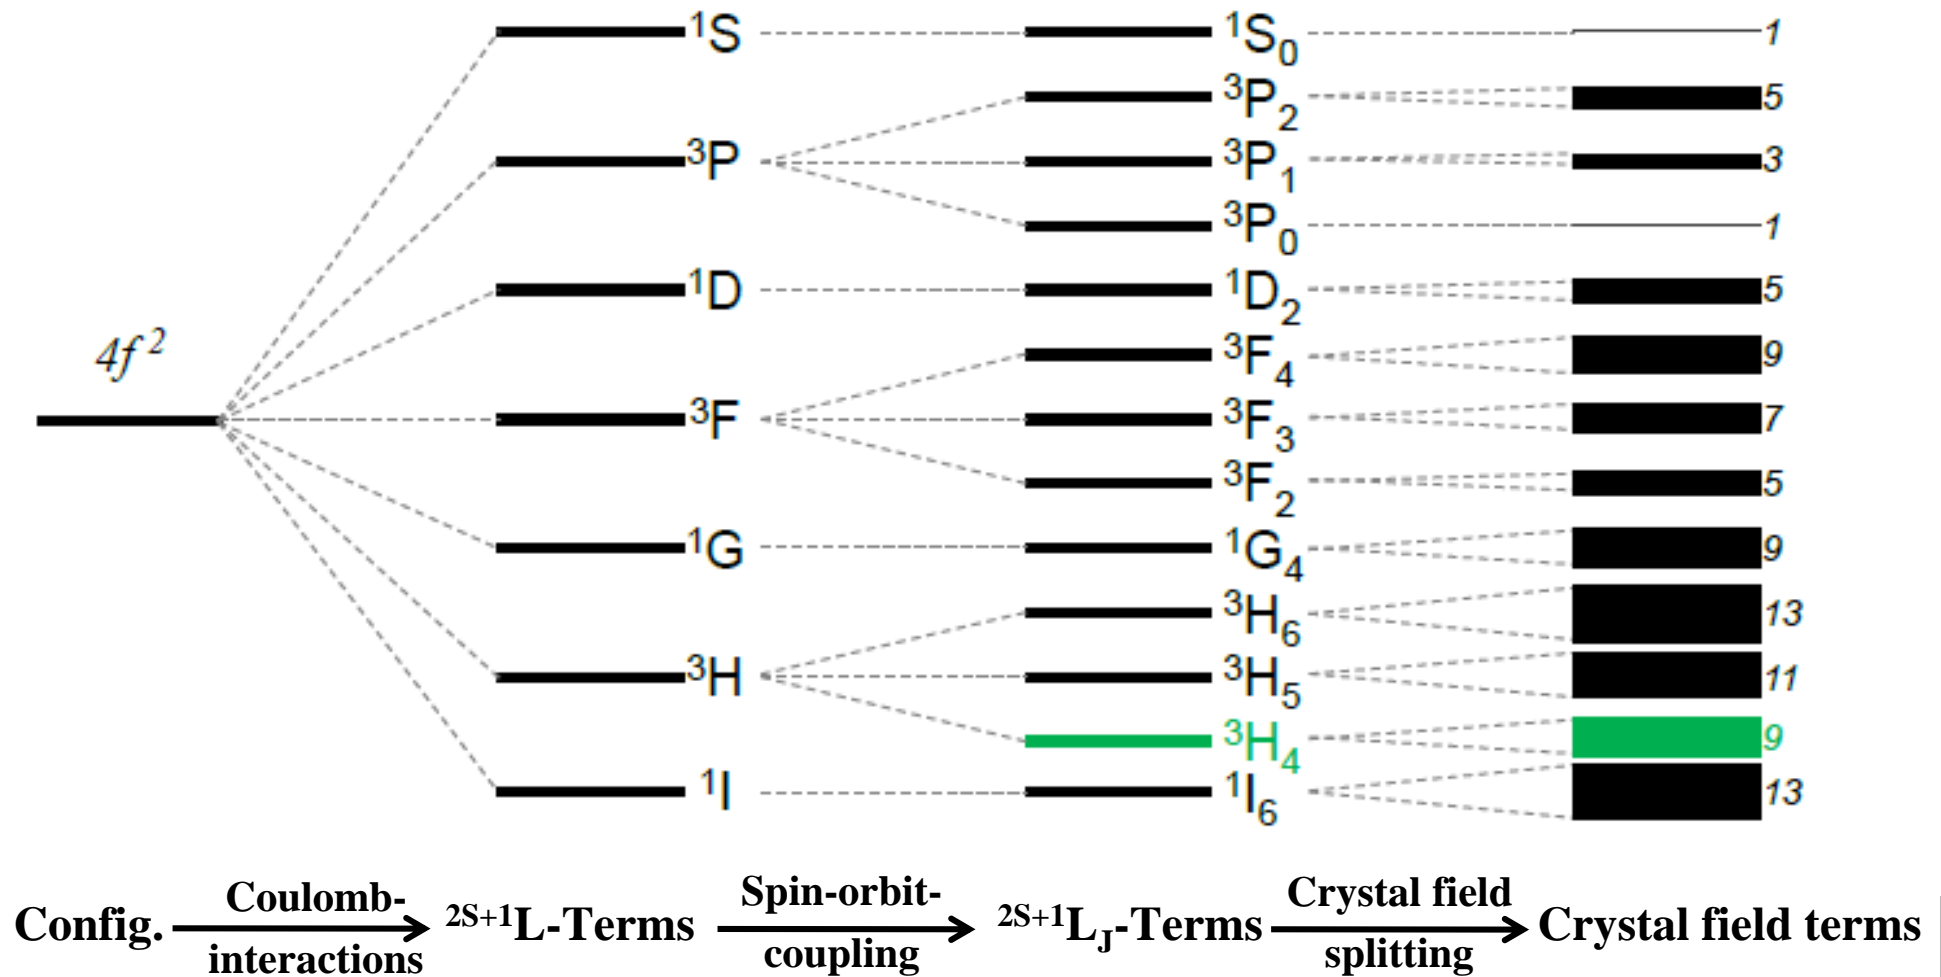 ¹S ¹S₀ 1
³P₂ 5
³P ³P₁ 3
³P₀ 1
¹D ¹D₂ 5
4f² ³F₄ 9
³F ³F₃ 7
³F₂ 5
¹G ¹G₄ 9
³H₆ 13
³H ³H₅ 11
³H₄ 9
¹I ¹I₆ 13
Config. Coulomb-interactions ²ˢ⁺¹L-Terms Spin-orbit-coupling ²ˢ⁺¹L_J-Terms Crystal field splitting Crystal field terms